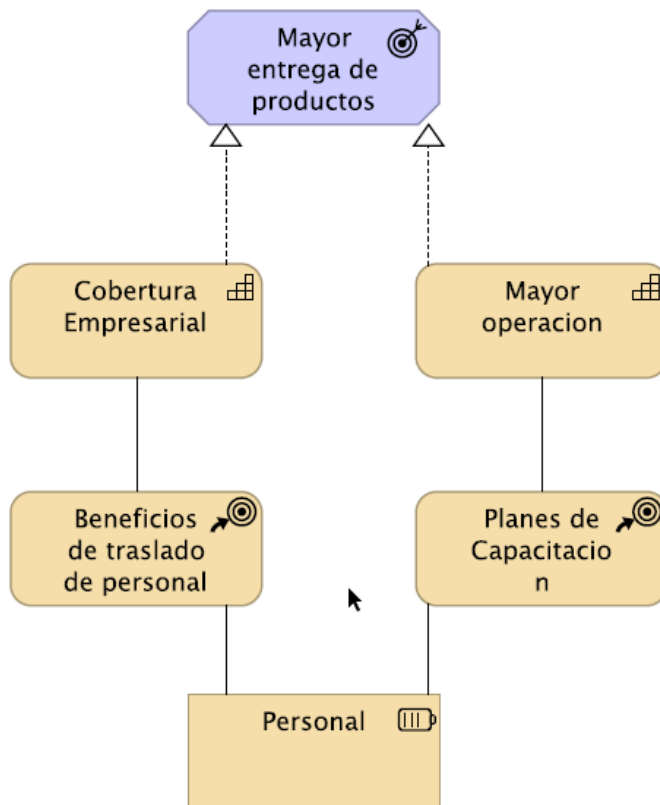 Mayor
entrega de
productos
Cobertura
Empresarial
Mayor
operacion
Beneficios
de traslado
de personal
Planes de
Capacitacio
n
Personal